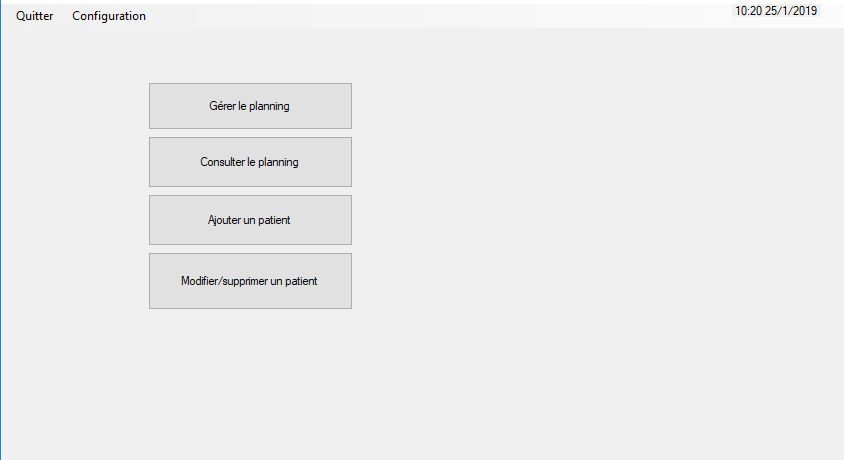 Quitter Configuration 10:20 25/1/2019
Gérer le planning
Consulter le planning
Ajouter un patient
Modifier/supprimer un patient